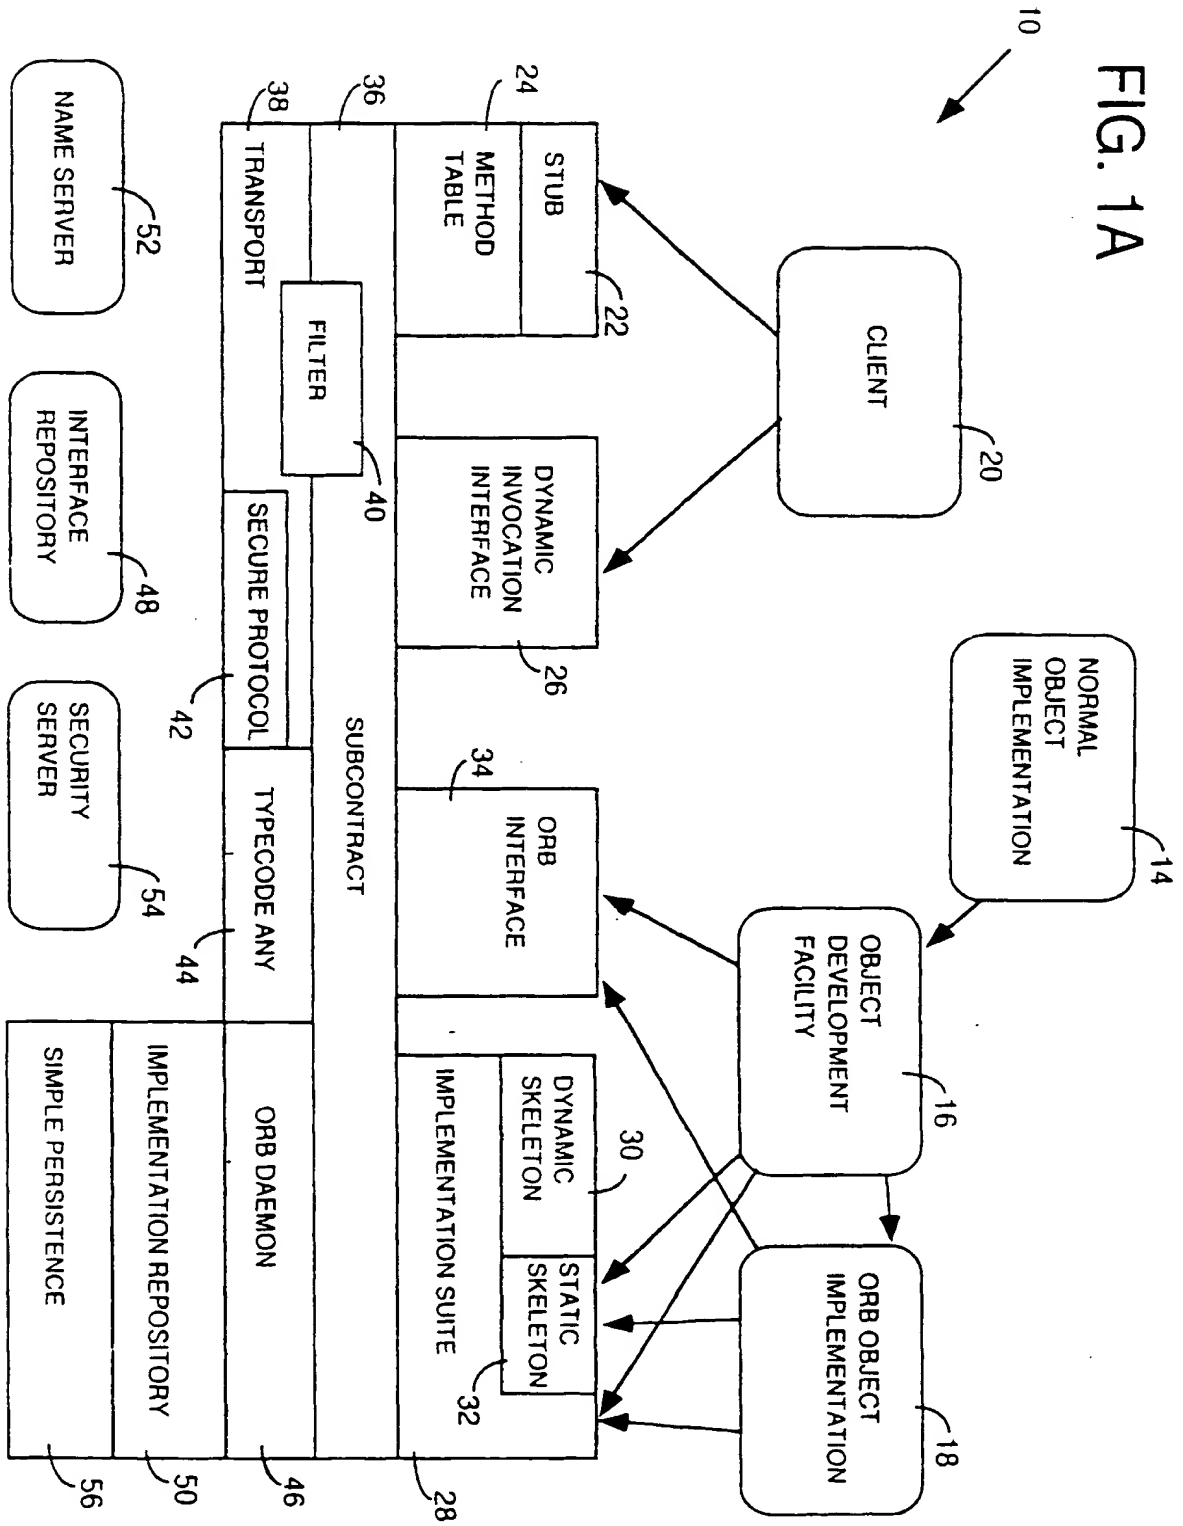 FIG. 1A
10
CLIENT
20
NORMAL
OBJECT
IMPLEMENTATION
14
OBJECT
DEVELOPMENT
FACILITY
16
ORB OBJECT
IMPLEMENTATION
18
STUB
22
METHOD
TABLE
24
DYNAMIC
INVOCATION
INTERFACE
26
ORB
INTERFACE
34
DYNAMIC
SKELETON
30
STATIC
SKELETON
32
IMPLEMENTATION SUITE
28
36
SUBCONTRACT
FILTER
40
38
TRANSPORT
SECURE PROTOCOL
42
TYPECODE ANY
44
ORB DAEMON
46
IMPLEMENTATION REPOSITORY
50
SIMPLE PERSISTENCE
56
NAME SERVER
52
INTERFACE
REPOSITORY
48
SECURITY
SERVER
54